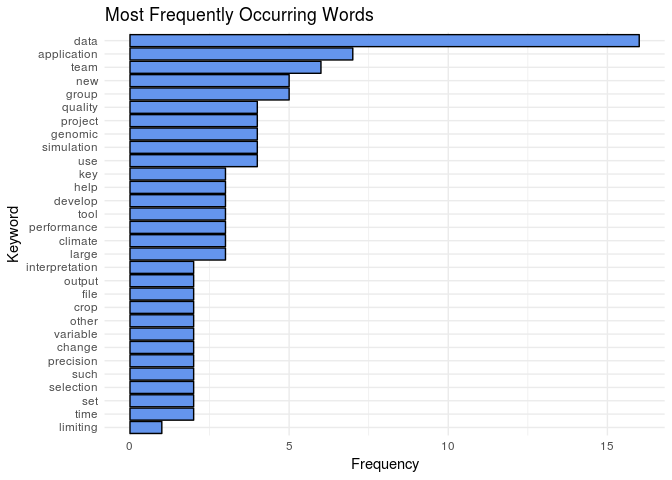 Most Frequently Occurring Words
data
application
team
new
group
quality
project
genomic
simulation
use
key
help
develop
tool
performance
climate
large
interpretation
output
file
crop
other
variable
change
precision
such
selection
set
time
limiting
Keyword
0 5 10 15
Frequency